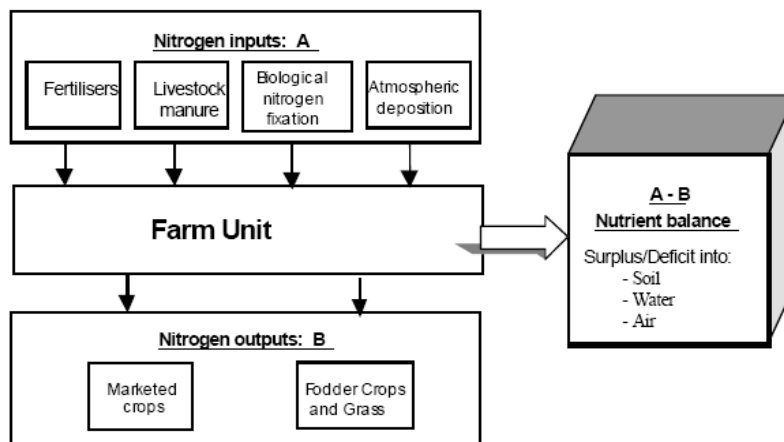 Nitrogen inputs: A
Fertilisers
Livestock
manure
Biological
nitrogen
fixation
Atmospheric
deposition
Farm Unit
A - B
Nutrient balance
Surplus/Deficit into:
- Soil
- Water
- Air
Nitrogen outputs: B
Marketed
crops
Fodder Crops
and Grass